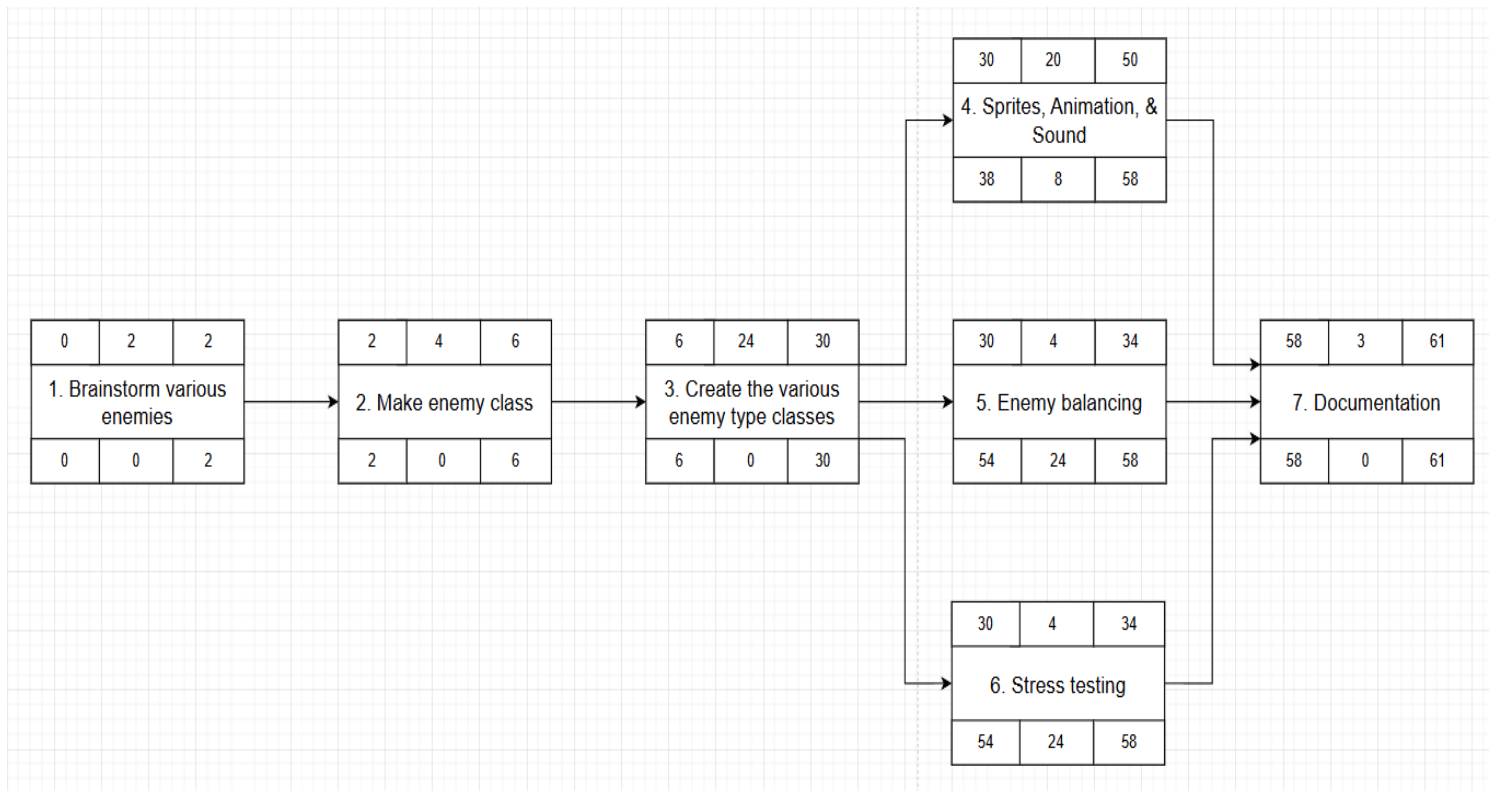 30 20 50
4. Sprites, Animation, &
Sound
38 8 58
0 2 2
1. Brainstorm various
enemies
0 0 2
2 4 6
2. Make enemy class
2 0 6
6 24 30
3. Create the various
enemy type classes
6 0 30
30 4 34
5. Enemy balancing
54 24 58
58 3 61
7. Documentation
58 0 61
30 4 34
6. Stress testing
54 24 58